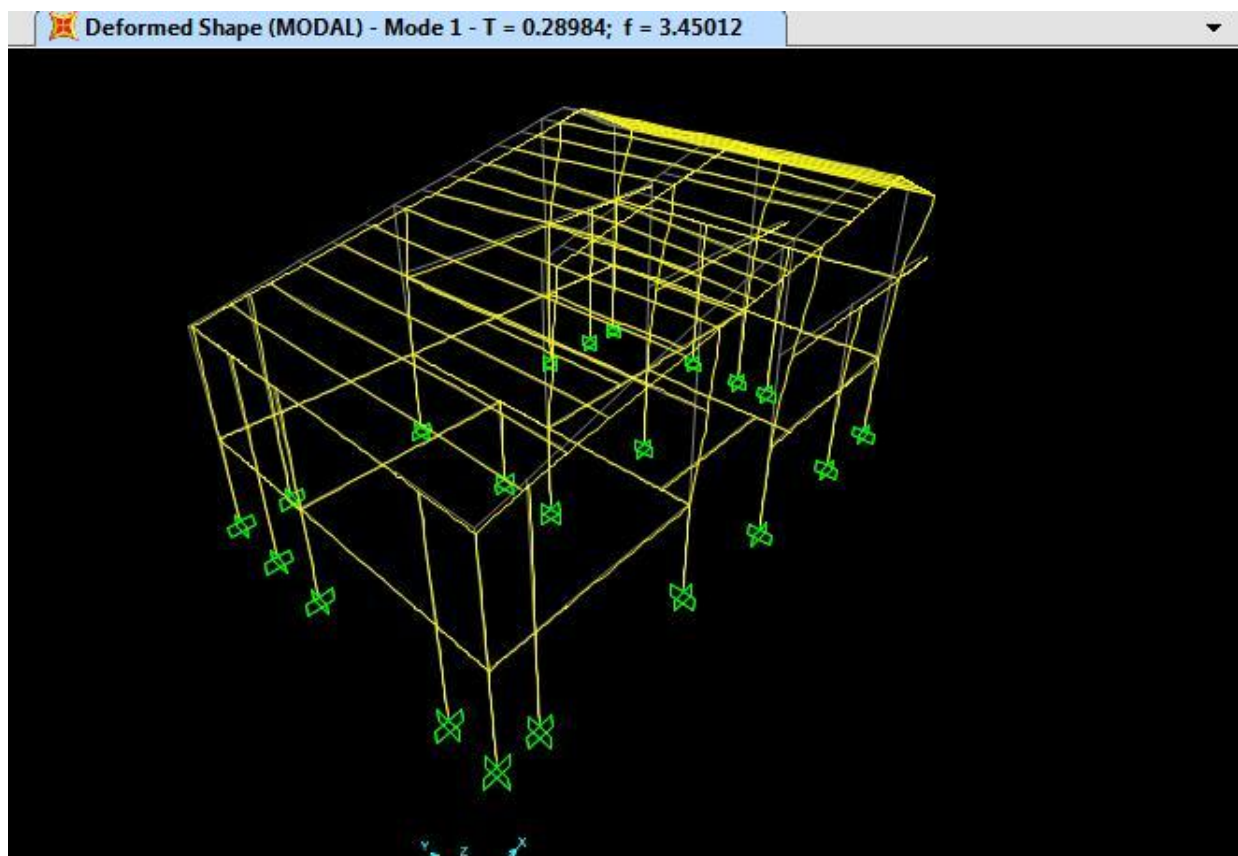 Deformed Shape (MODAL) - Mode 1 - T = 0.28984; f = 3.45012
Y Z X